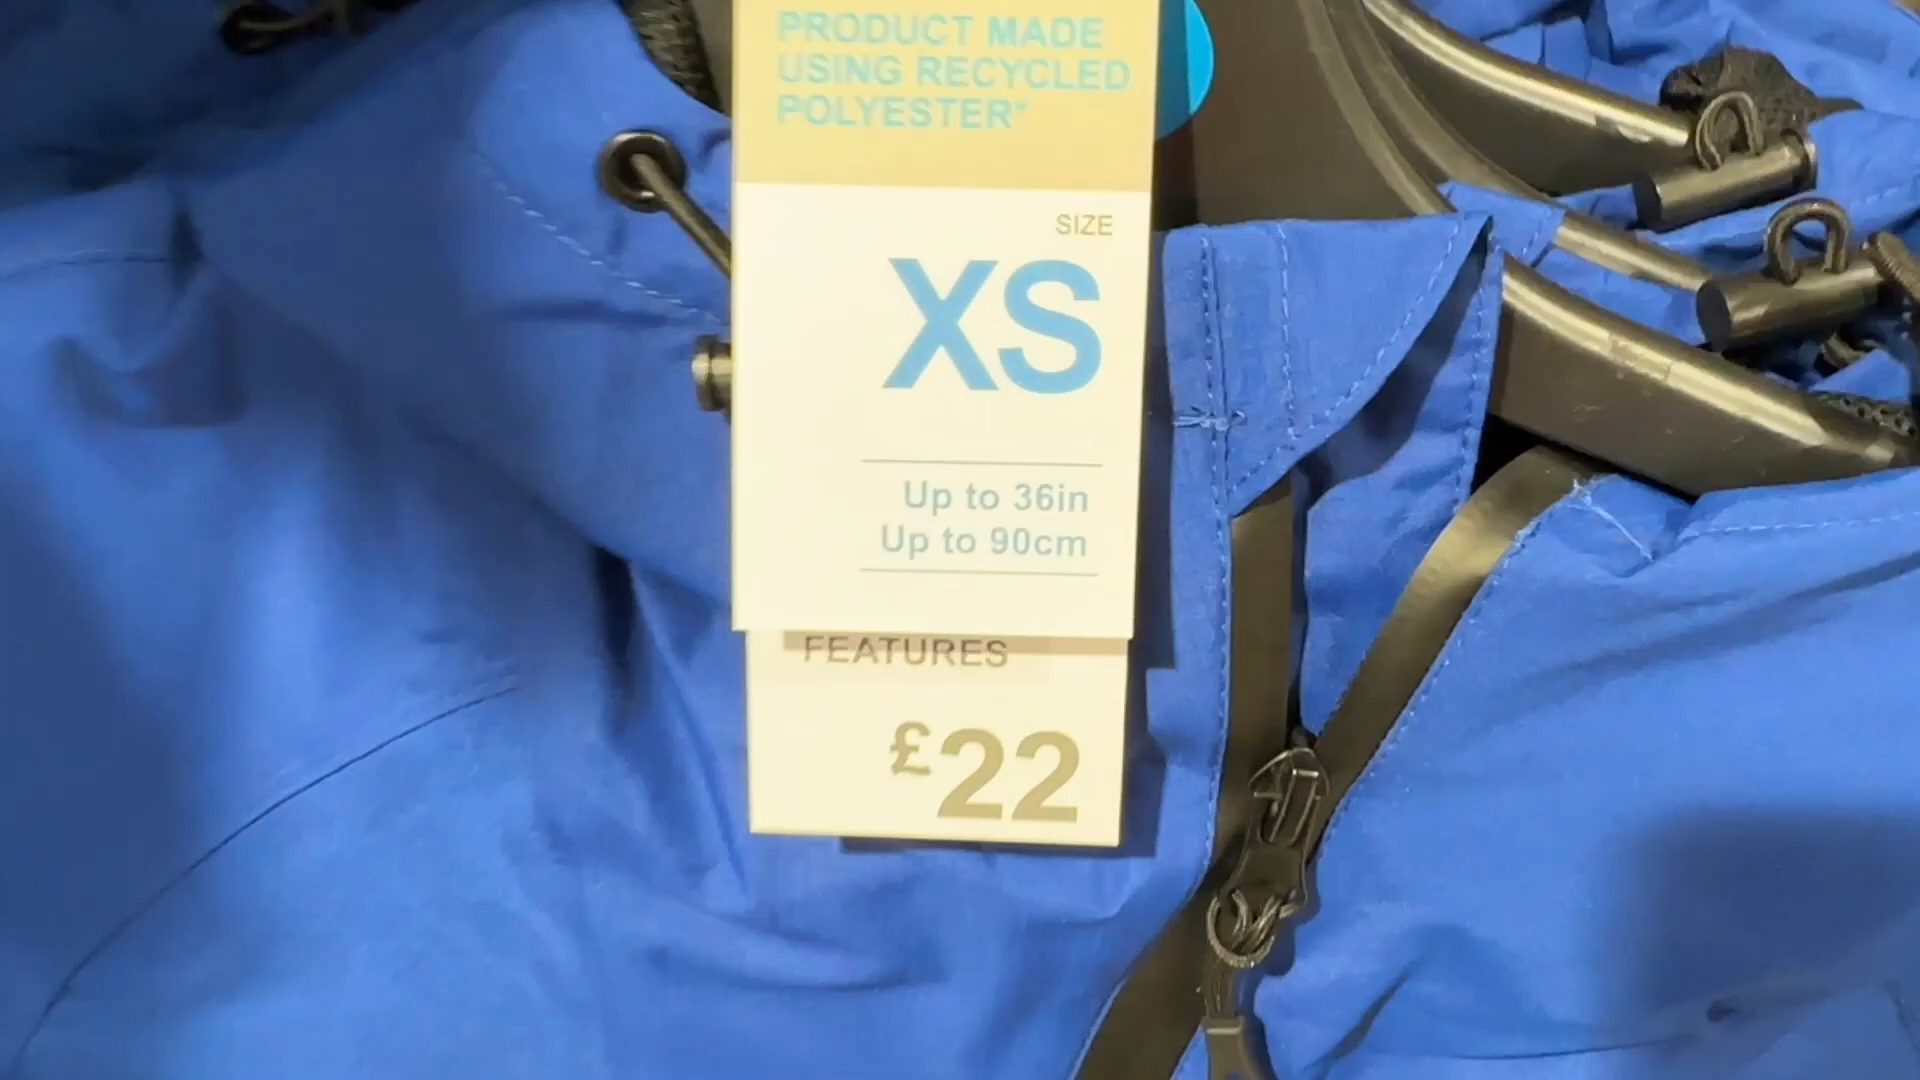 PRODUCT MADE
USING RECYCLED
POLYESTER*
SIZE
XS
Up to 36in
Up to 90cm
FEATURES
£22